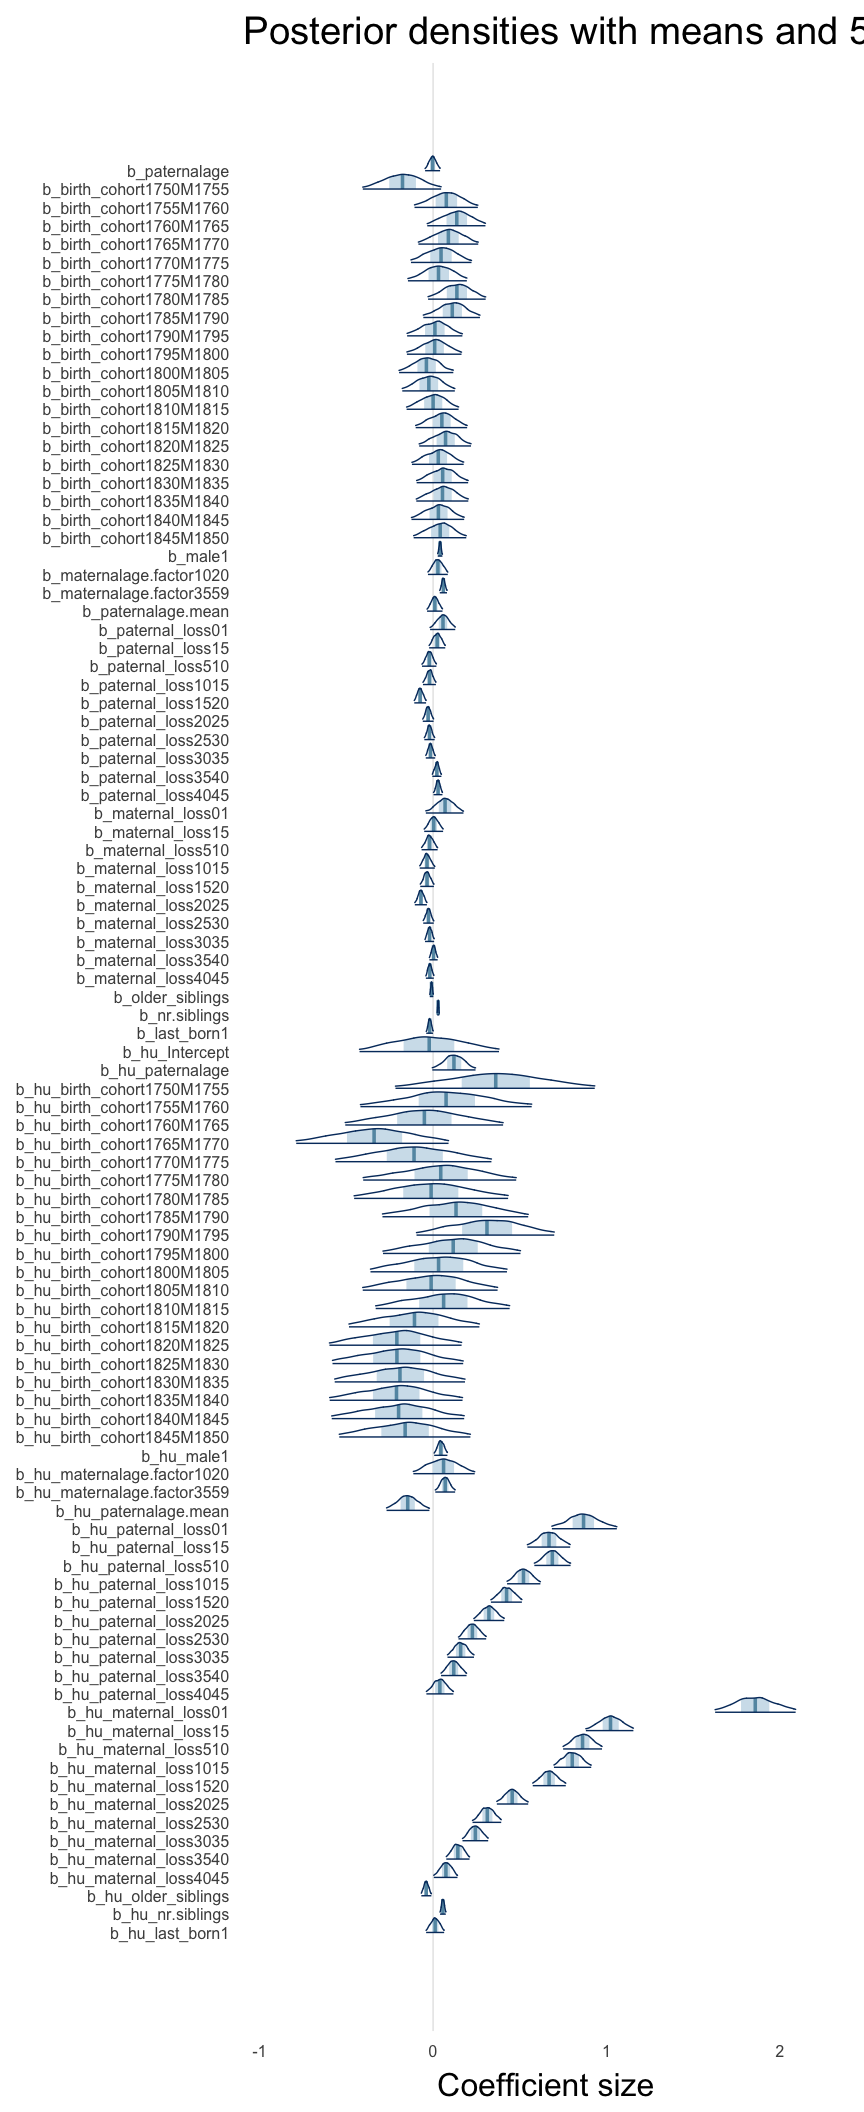 Posterior densities with means and 5
b_paternalage
b_birth_cohort1750M1755
b_birth_cohort1755M1760
b_birth_cohort1760M1765
b_birth_cohort1765M1770
b_birth_cohort1770M1775
b_birth_cohort1775M1780
b_birth_cohort1780M1785
b_birth_cohort1785M1790
b_birth_cohort1790M1795
b_birth_cohort1795M1800
b_birth_cohort1800M1805
b_birth_cohort1805M1810
b_birth_cohort1810M1815
b_birth_cohort1815M1820
b_birth_cohort1820M1825
b_birth_cohort1825M1830
b_birth_cohort1830M1835
b_birth_cohort1835M1840
b_birth_cohort1840M1845
b_birth_cohort1845M1850
b_male1
b_maternalage.factor1020
b_maternalage.factor3559
b_paternalage.mean
b_paternal_loss01
b_paternal_loss15
b_paternal_loss510
b_paternal_loss1015
b_paternal_loss1520
b_paternal_loss2025
b_paternal_loss2530
b_paternal_loss3035
b_paternal_loss3540
b_paternal_loss4045
b_maternal_loss01
b_maternal_loss15
b_maternal_loss510
b_maternal_loss1015
b_maternal_loss1520
b_maternal_loss2025
b_maternal_loss2530
b_maternal_loss3035
b_maternal_loss3540
b_maternal_loss4045
b_older_siblings
b_nr.siblings
b_last_born1
b_hu_Intercept
b_hu_paternalage
b_hu_birth_cohort1750M1755
b_hu_birth_cohort1755M1760
b_hu_birth_cohort1760M1765
b_hu_birth_cohort1765M1770
b_hu_birth_cohort1770M1775
b_hu_birth_cohort1775M1780
b_hu_birth_cohort1780M1785
b_hu_birth_cohort1785M1790
b_hu_birth_cohort1790M1795
b_hu_birth_cohort1795M1800
b_hu_birth_cohort1800M1805
b_hu_birth_cohort1805M1810
b_hu_birth_cohort1810M1815
b_hu_birth_cohort1815M1820
b_hu_birth_cohort1820M1825
b_hu_birth_cohort1825M1830
b_hu_birth_cohort1830M1835
b_hu_birth_cohort1835M1840
b_hu_birth_cohort1840M1845
b_hu_birth_cohort1845M1850
b_hu_male1
b_hu_maternalage.factor1020
b_hu_maternalage.factor3559
b_hu_paternalage.mean
b_hu_paternal_loss01
b_hu_paternal_loss15
b_hu_paternal_loss510
b_hu_paternal_loss1015
b_hu_paternal_loss1520
b_hu_paternal_loss2025
b_hu_paternal_loss2530
b_hu_paternal_loss3035
b_hu_paternal_loss3540
b_hu_paternal_loss4045
b_hu_maternal_loss01
b_hu_maternal_loss15
b_hu_maternal_loss510
b_hu_maternal_loss1015
b_hu_maternal_loss1520
b_hu_maternal_loss2025
b_hu_maternal_loss2530
b_hu_maternal_loss3035
b_hu_maternal_loss3540
b_hu_maternal_loss4045
b_hu_older_siblings
b_hu_nr.siblings
b_hu_last_born1
-1 0 1 2
Coefficient size